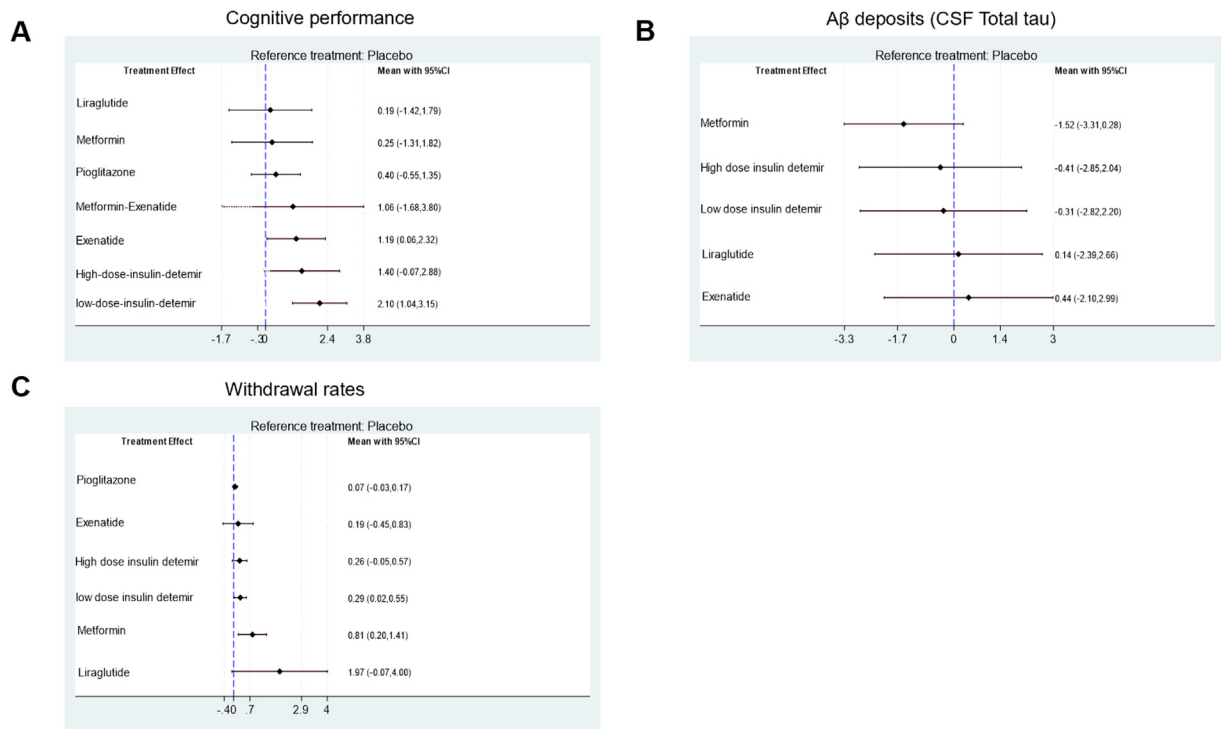 A
Cognitive performance
Reference treatment: Placebo
Treatment Effect Mean with 95%CI
Liraglutide 0.19 (-1.42,1.79)
Metformin 0.25 (-1.31,1.82)
Pioglitazone 0.40 (-0.55,1.35)
Metformin-Exenatide 1.06 (-1.68,3.80)
Exenatide 1.19 (0.06,2.32)
High-dose-insulin-detemir 1.40 (-0.07,2.88)
low-dose-insulin-detemir 2.10 (1.04,3.15)
-1.7 -.30 2.4 3.8
B
Aβ deposits (CSF Total tau)
Reference treatment: Placebo
Treatment Effect Mean with 95%CI
Metformin -1.52 (-3.31,0.28)
High dose insulin detemir -0.41 (-2.85,2.04)
Low dose insulin detemir -0.31 (-2.82,2.20)
Liraglutide 0.14 (-2.39,2.66)
Exenatide 0.44 (-2.10,2.99)
-3.3 -1.7 0 1.4 3
C
Withdrawal rates
Reference treatment: Placebo
Treatment Effect Mean with 95%CI
Pioglitazone 0.07 (-0.03,0.17)
Exenatide 0.19 (-0.45,0.83)
High dose insulin detemir 0.26 (-0.05,0.57)
low dose insulin detemir 0.29 (0.02,0.55)
Metformin 0.81 (0.20,1.41)
Liraglutide 1.97 (-0.07,4.00)
-.40 .7 2.9 4